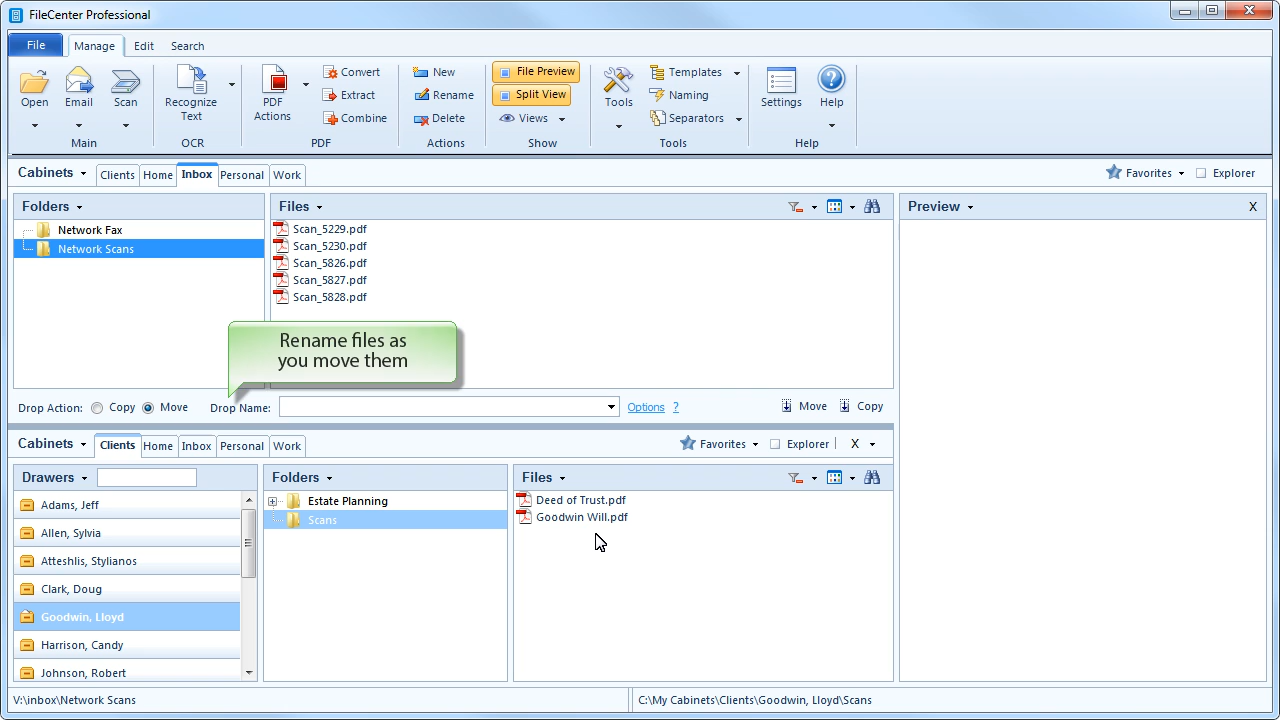 FileCenter Professional
File Manage Edit Search
Open Email Scan Recognize Text PDF Actions Convert Extract Combine New Rename Delete File Preview Split View Views Tools Templates Naming Separators Settings Help
Main OCR PDF Actions Show Tools Help
Cabinets Clients Home Inbox Personal Work Favorites Explorer
Folders Files Preview X
Network Fax
Network Scans
Scan_5229.pdf
Scan_5230.pdf
Scan_5826.pdf
Scan_5827.pdf
Scan_5828.pdf
Rename files as
you move them
Drop Action: Copy Move Drop Name: Options ? Move Copy
Cabinets Clients Home Inbox Personal Work Favorites Explorer X
Drawers Folders Files
Adams, Jeff
Allen, Sylvia
Atteshlis, Stylianos
Clark, Doug
Goodwin, Lloyd
Harrison, Candy
Johnson, Robert
Estate Planning
Scans
Deed of Trust.pdf
Goodwin Will.pdf
V:\inbox\Network Scans C:\My Cabinets\Clients\Goodwin, Lloyd\Scans